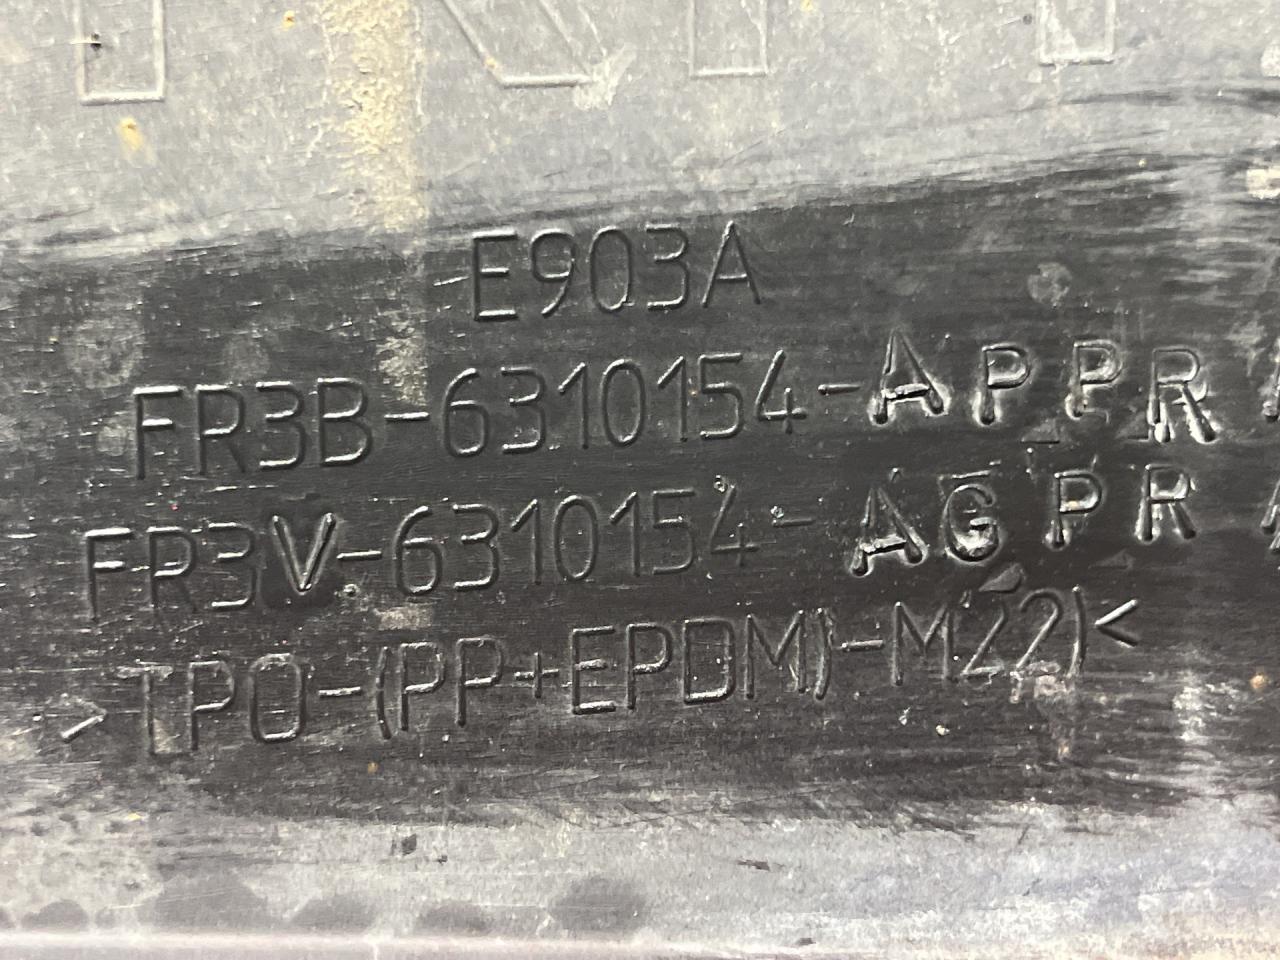 E903A
FR3B-6310154-APPR
FR3V-6310154-AGPR
>TPO-(PP+EPDM)-M22)<